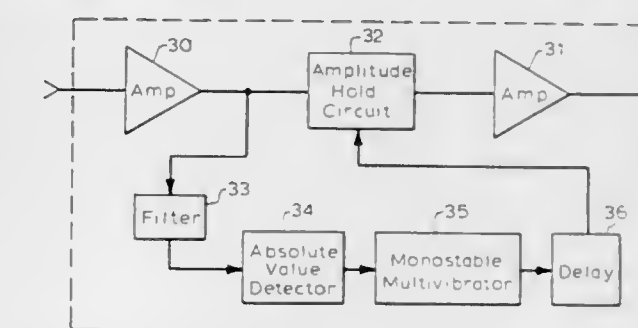 30
Amp
32
Amplitude
Hold
Circuit
31
Amp
33
Filter
34
Absolute
Value
Detector
35
Monostable
Multivibrator
36
Delay